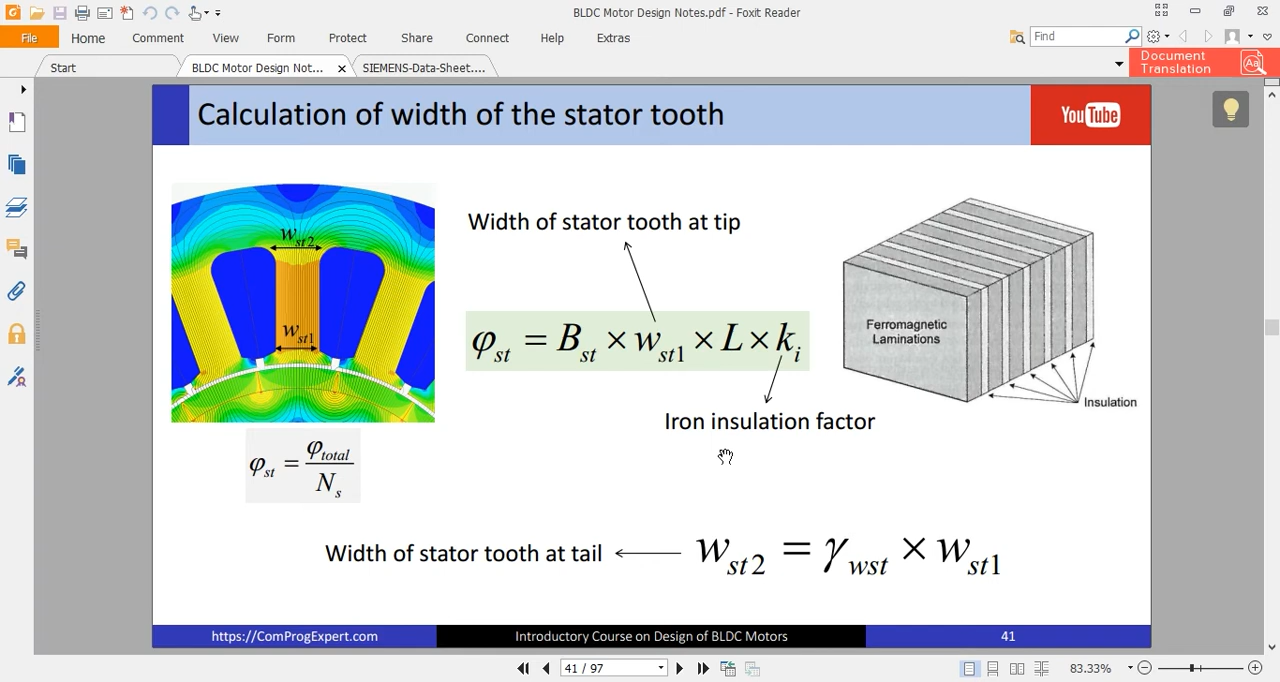 BLDC Motor Design Notes.pdf - Foxit Reader
File Home Comment View Form Protect Share Connect Help Extras
Find
Start
BLDC Motor Design Not... x
SIEMENS-Data-Sheet....
Document
Translation
Calculation of width of the stator tooth
YouTube
Width of stator tooth at tip
w_st2
w_st1
φ_st = B_st × w_st1 × L × k_i
Ferromagnetic
Laminations
Insulation
Iron insulation factor
φ_st = φ_total / N_s
Width of stator tooth at tail
w_st2 = γ_wst × w_st1
https://ComProgExpert.com
Introductory Course on Design of BLDC Motors
41
41 / 97
83.33%